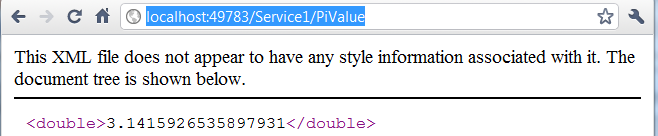 localhost:49783/Service1/PiValue
This XML file does not appear to have any style information associated with it. The
document tree is shown below.
<double>3.1415926535897931</double>